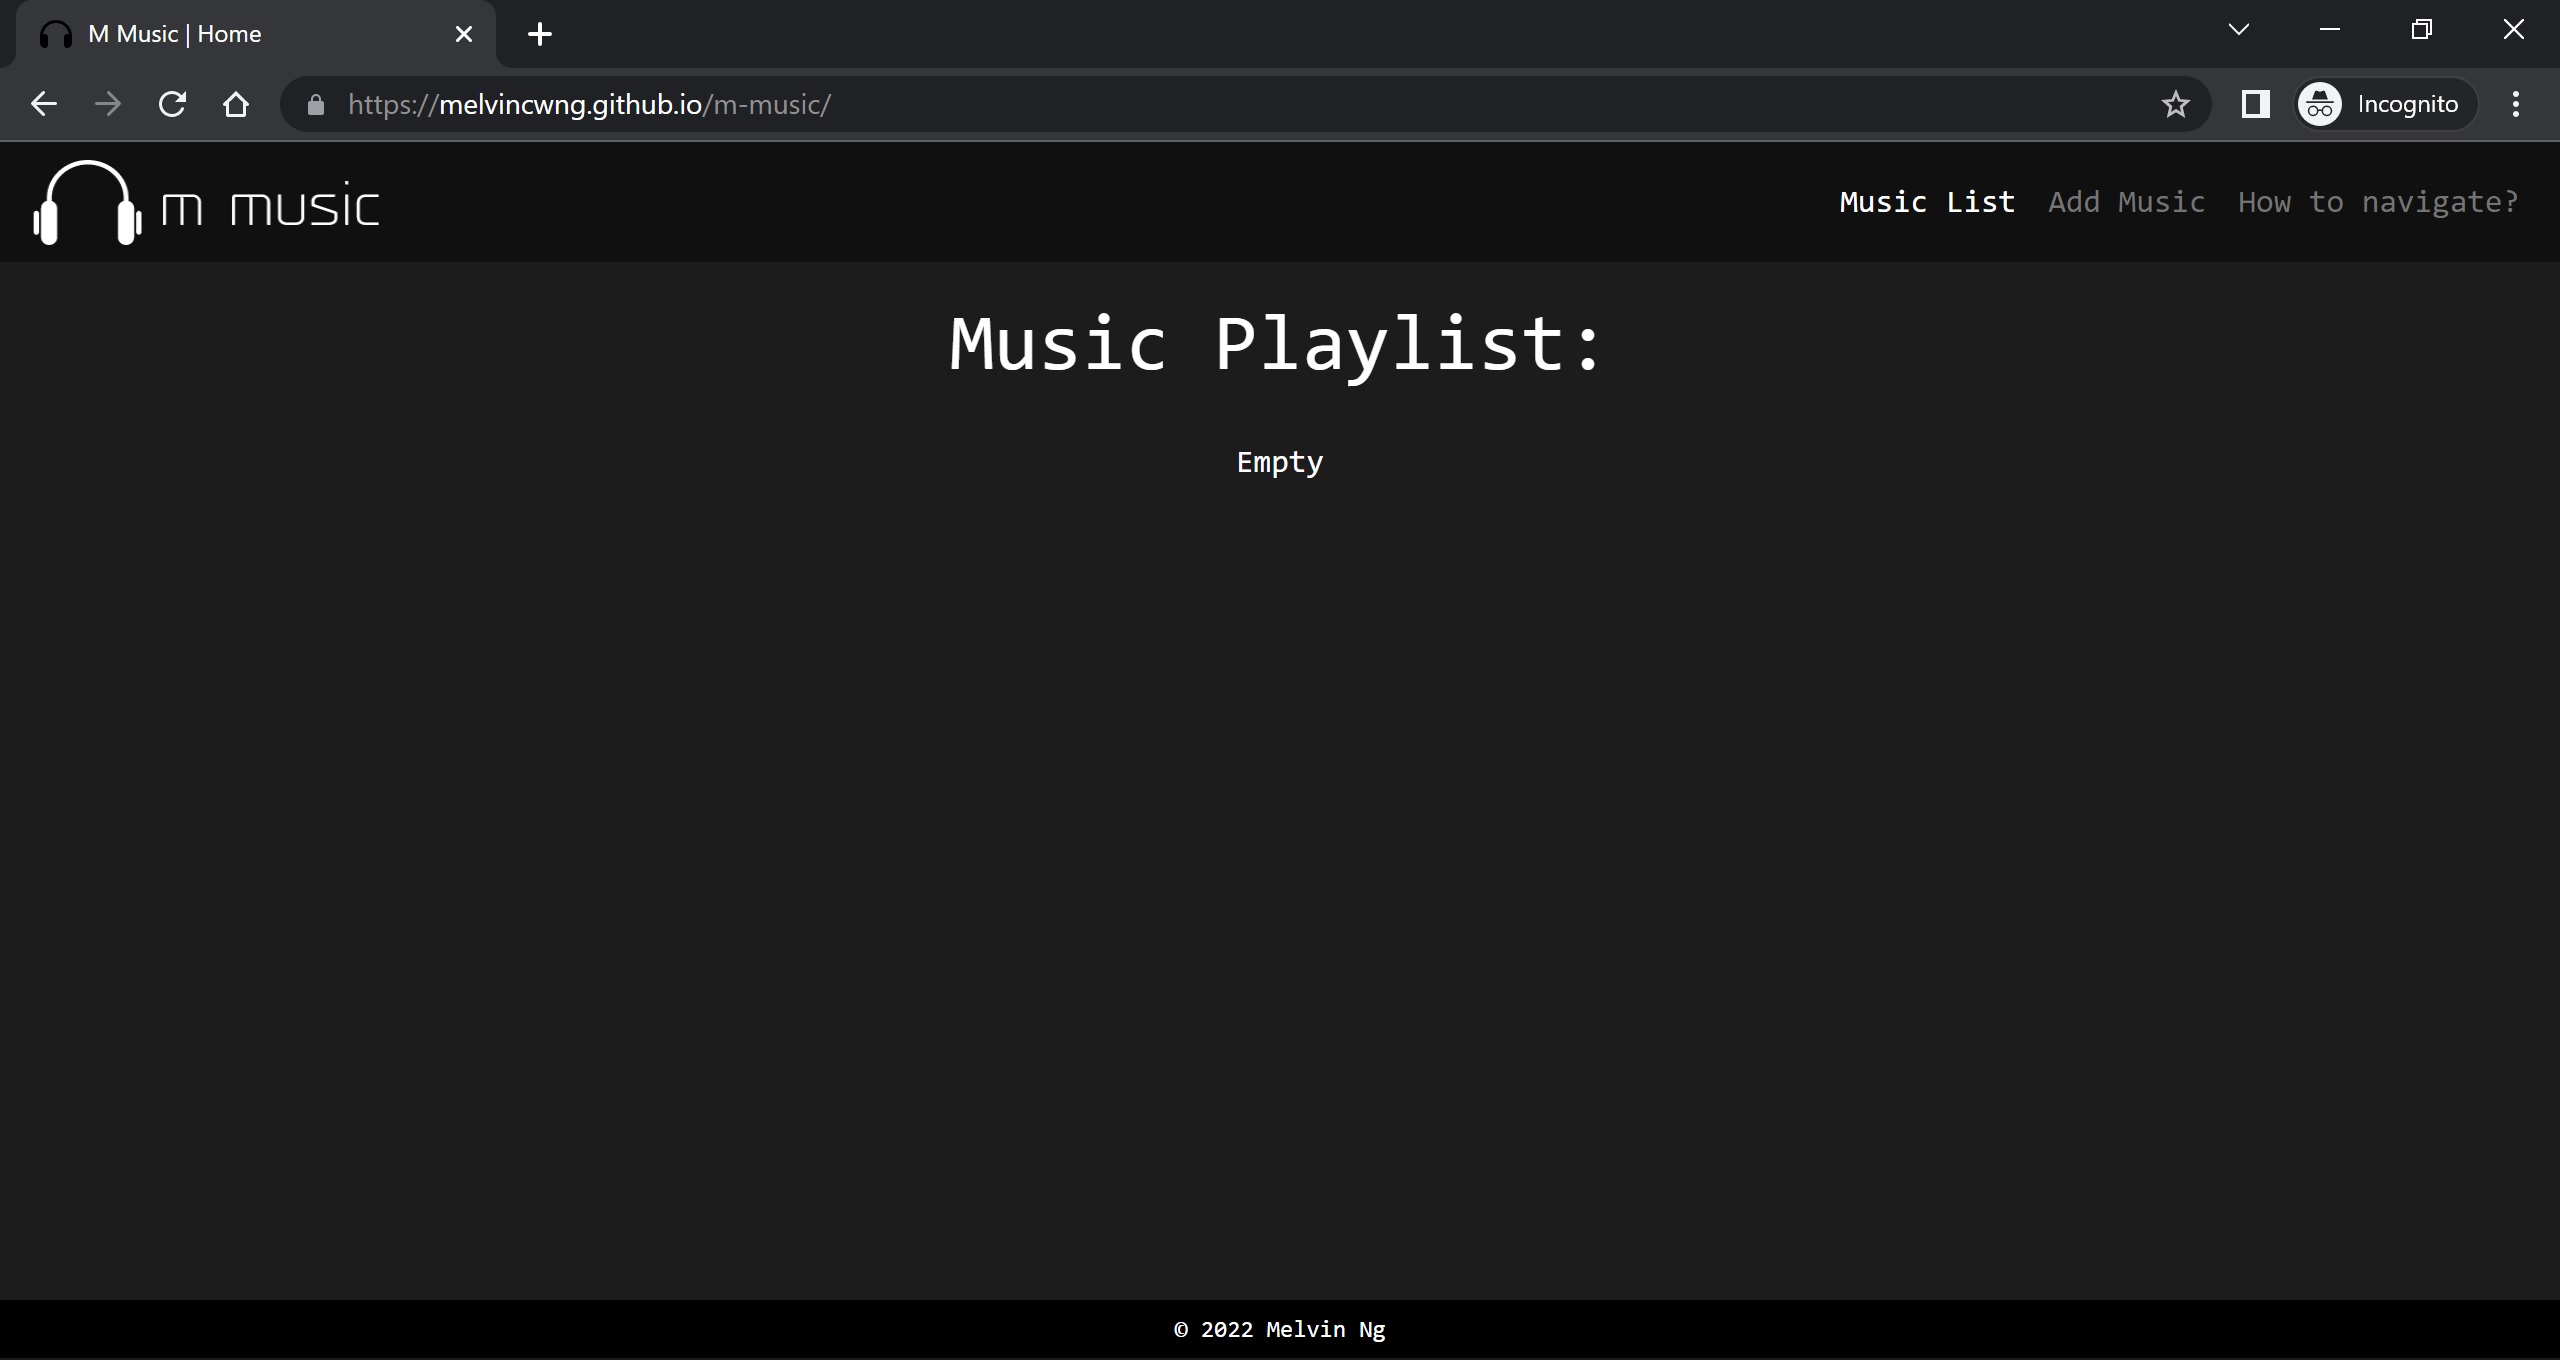 M Music | Home
https://melvincwng.github.io/m-music/
Incognito
m music
Music List
Add Music
How to navigate?
Music Playlist:
Empty
© 2022 Melvin Ng